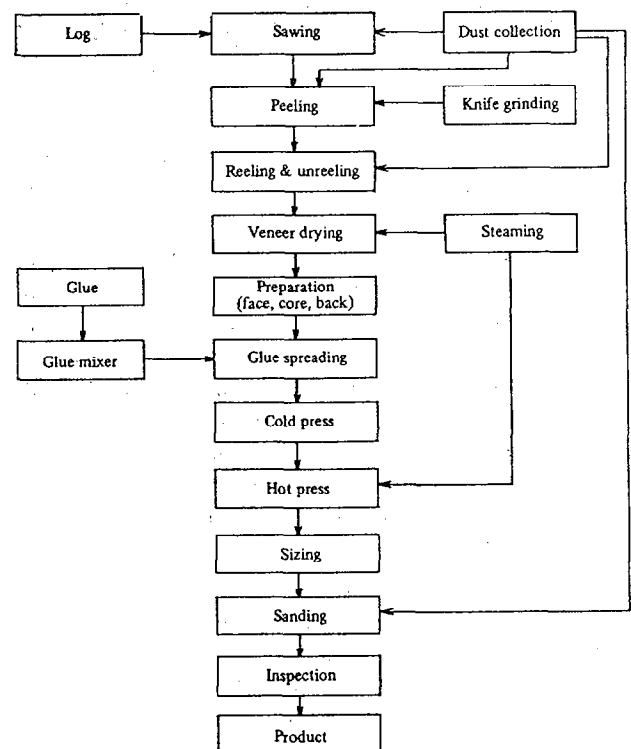 Log
Sawing
Dust collection
Peeling
Knife grinding
Reeling & unreeling
Veneer drying
Steaming
Glue
Preparation
(face, core, back)
Glue mixer
Glue spreading
Cold press
Hot press
Sizing
Sanding
Inspection
Product